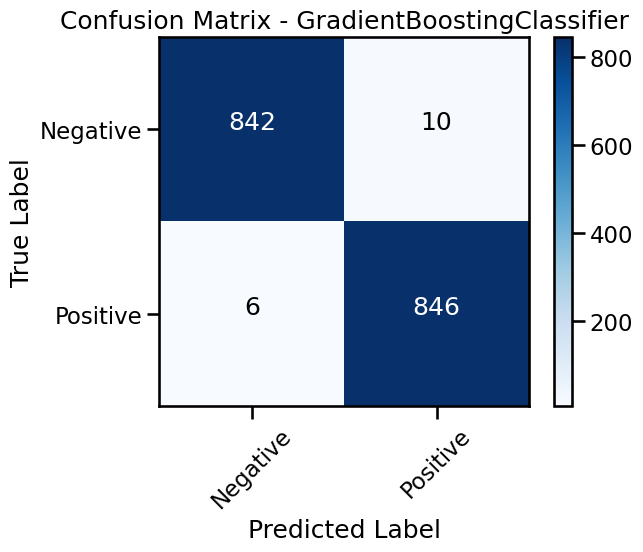 Confusion Matrix - GradientBoostingClassifier
True Label
Negative
842
10
Positive
6
846
Negative
Positive
Predicted Label
800
600
400
200